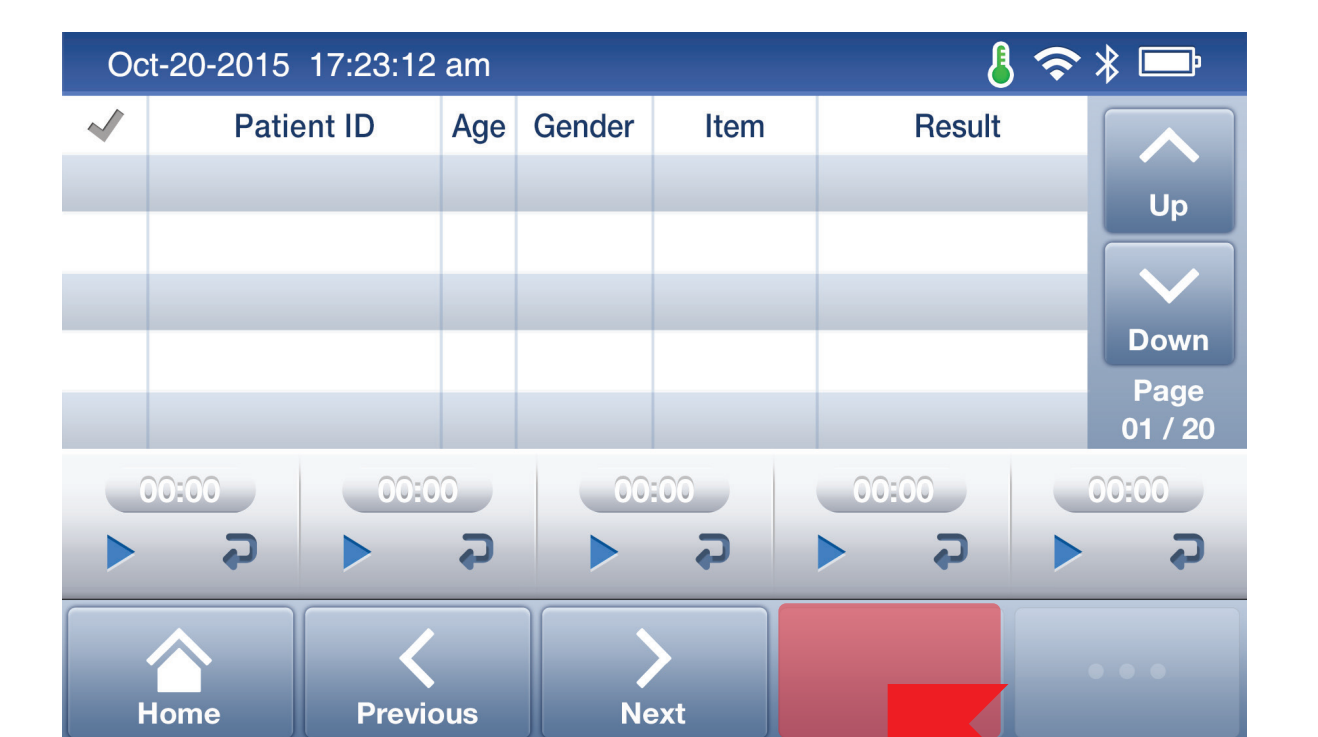 Oct-20-2015 17:23:12 am
Patient ID Age Gender Item Result
Up
Down
Page
01 / 20
00:00 00:00 00:00 00:00 00:00
Home Previous Next